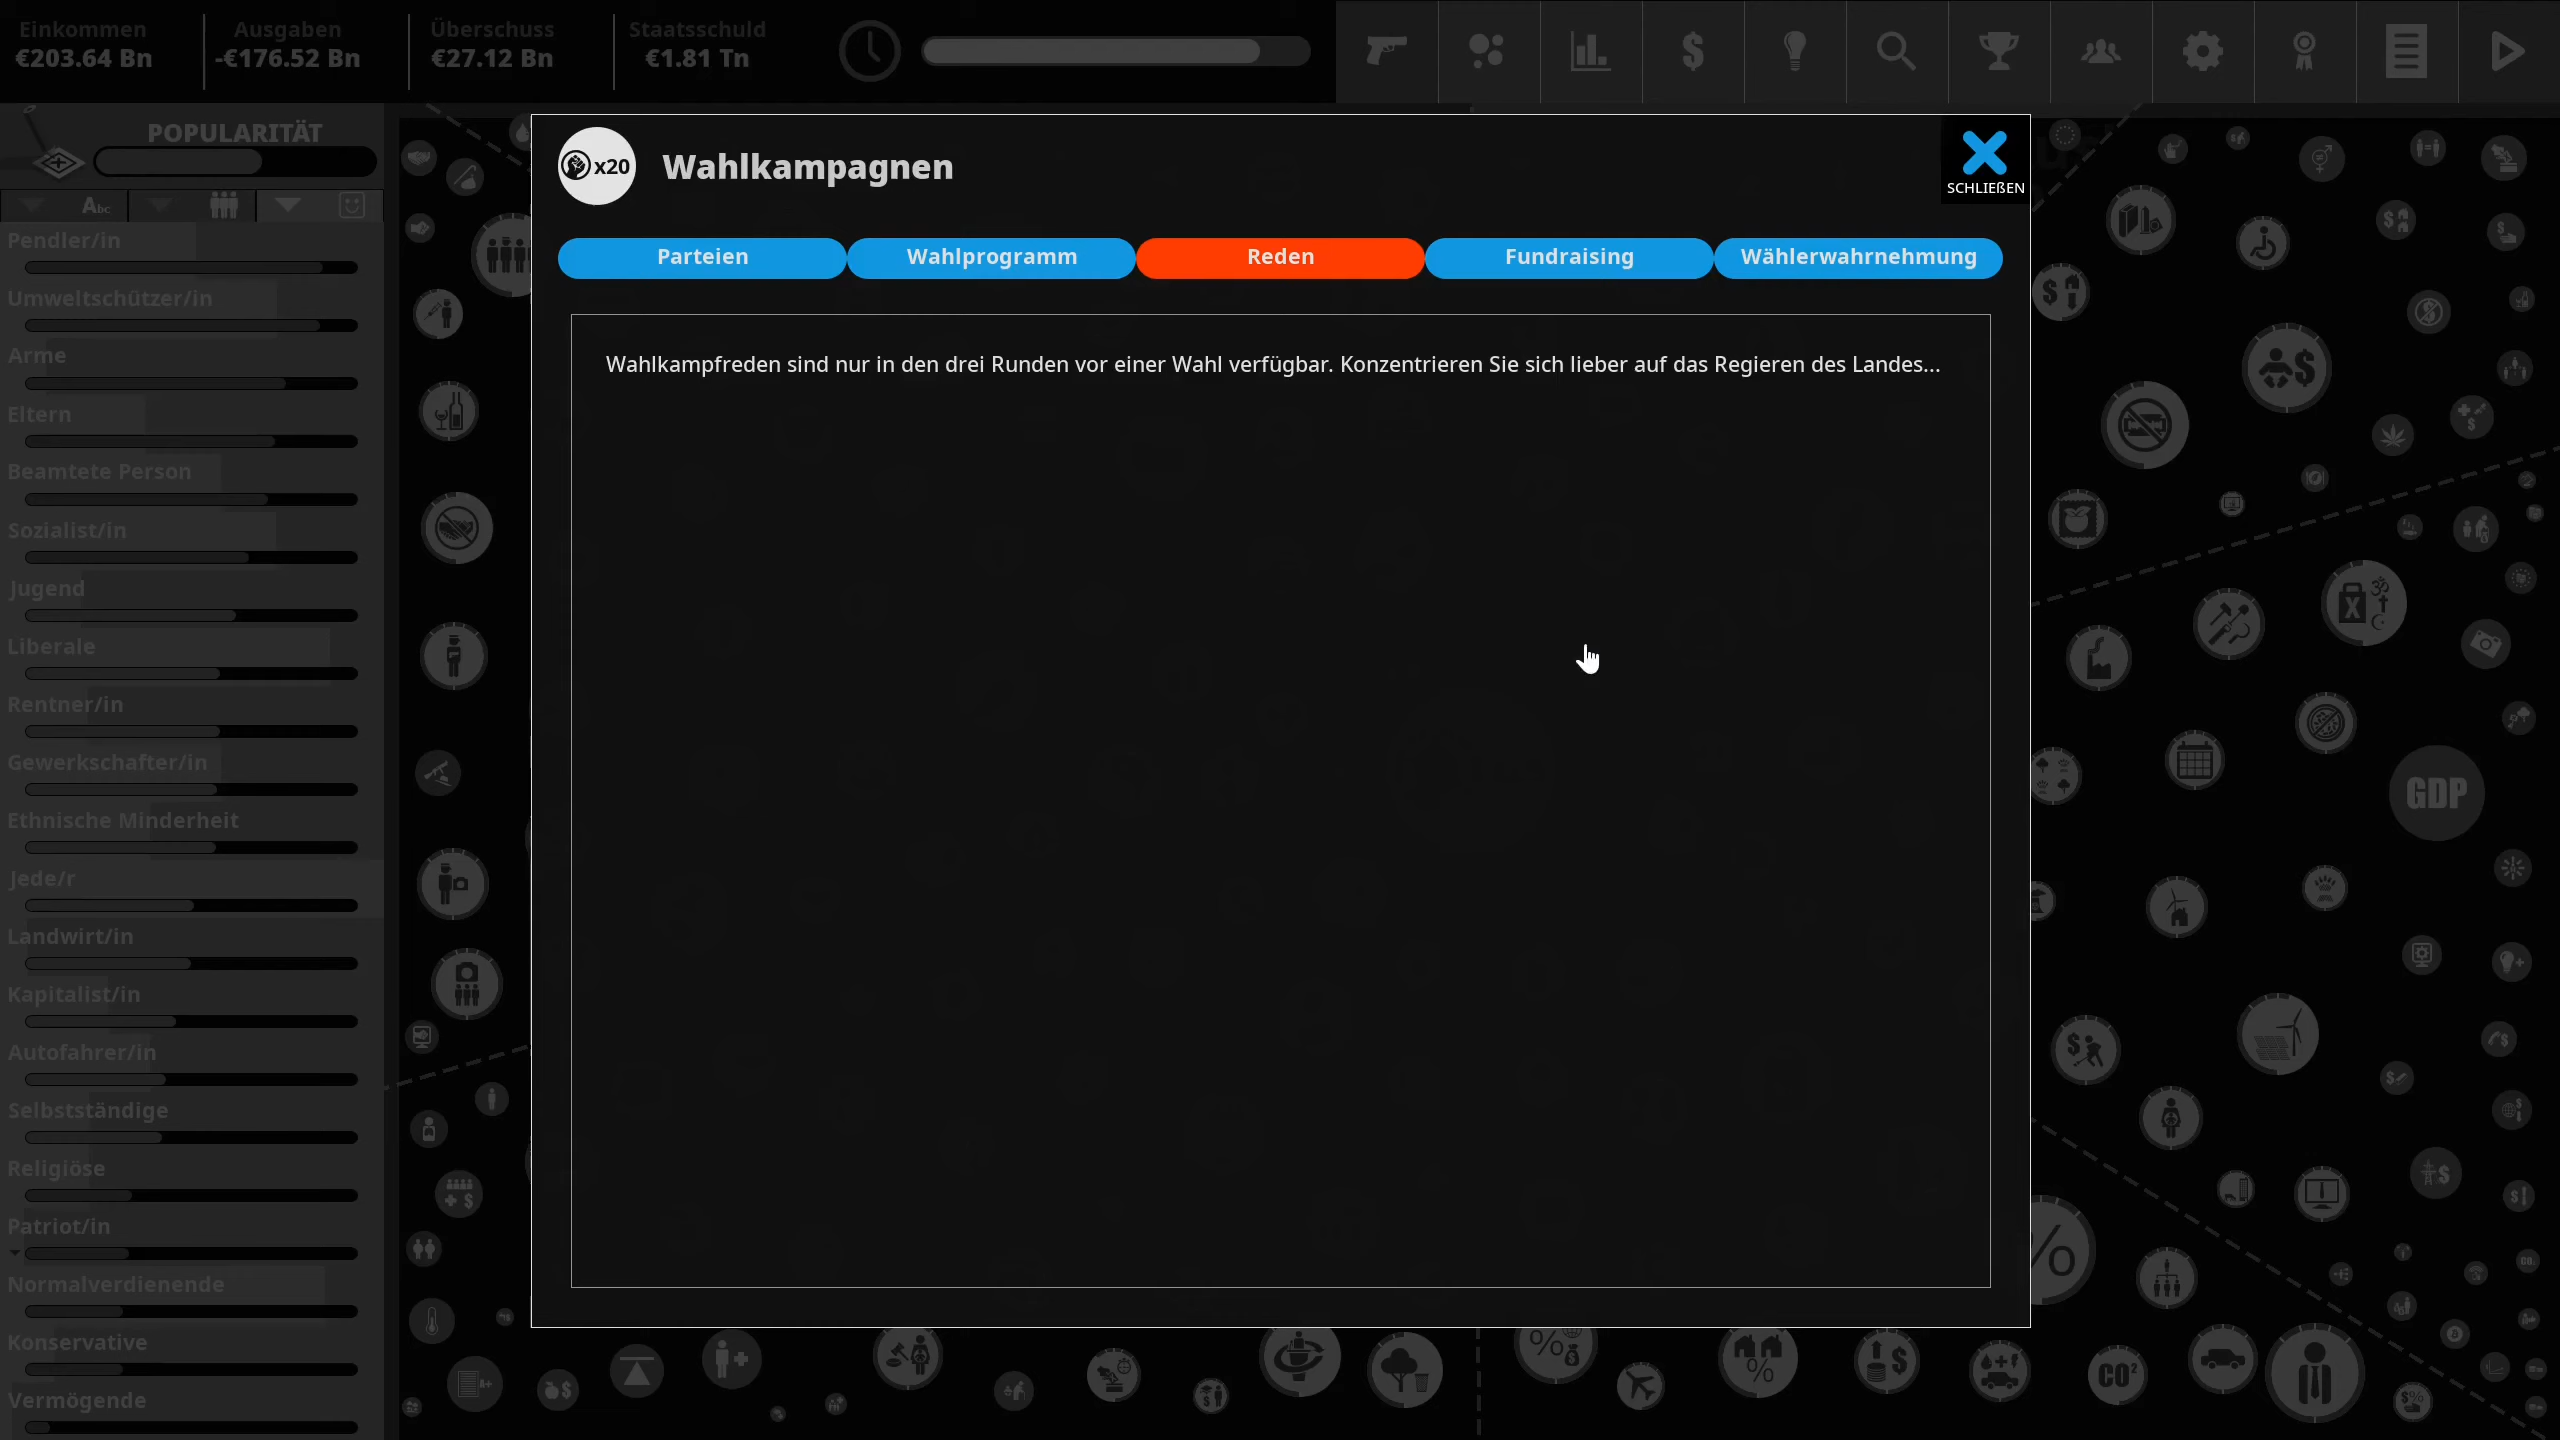 Einkommen
€203.64 Bn
Ausgaben
-€176.52 Bn
Überschuss
€27.12 Bn
Staatsschuld
€1.81 Tn
POPULARITÄT
Abc
Pendler/in
Umweltschützer/in
Arme
Eltern
Beamtete Person
Sozialist/in
Jugend
Liberale
Rentner/in
Gewerkschafter/in
Ethnische Minderheit
Jede/r
Landwirt/in
Kapitalist/in
Autofahrer/in
Selbstständige
Religiöse
Patriot/in
Normalverdienende
Konservative
Vermögende
x20
Wahlkampagnen
SCHLIEßEN
Parteien
Wahlprogramm
Reden
Fundraising
Wählerwahrnehmung
Wahlkampfreden sind nur in den drei Runden vor einer Wahl verfügbar. Konzentrieren Sie sich lieber auf das Regieren des Landes...
GDP
CO²